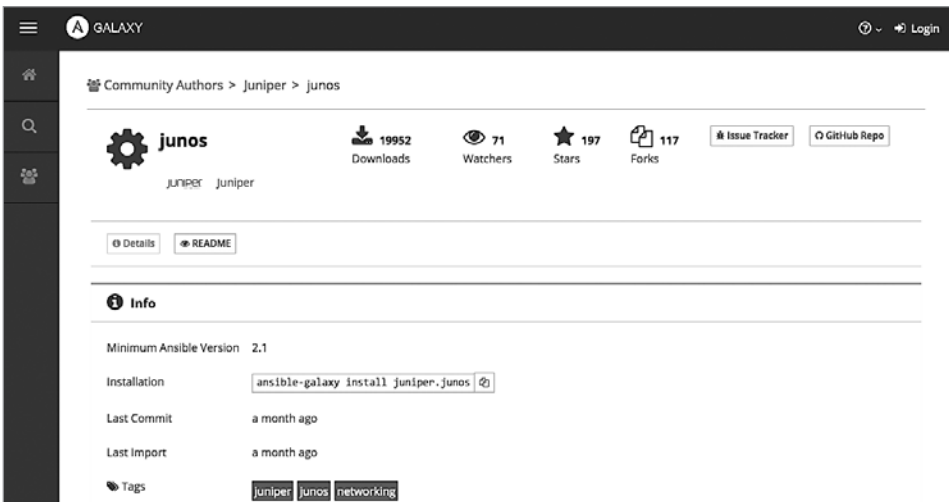 A GALAXY
Login
Community Authors > Juniper > junos
junos
19952
Downloads
71
Watchers
197
Stars
117
Forks
Issue Tracker
GitHub Repo
JUNIPER
Juniper
Details
README
Info
Minimum Ansible Version 2.1
Installation ansible-galaxy install juniper.junos
Last Commit a month ago
Last Import a month ago
Tags juniper junos networking